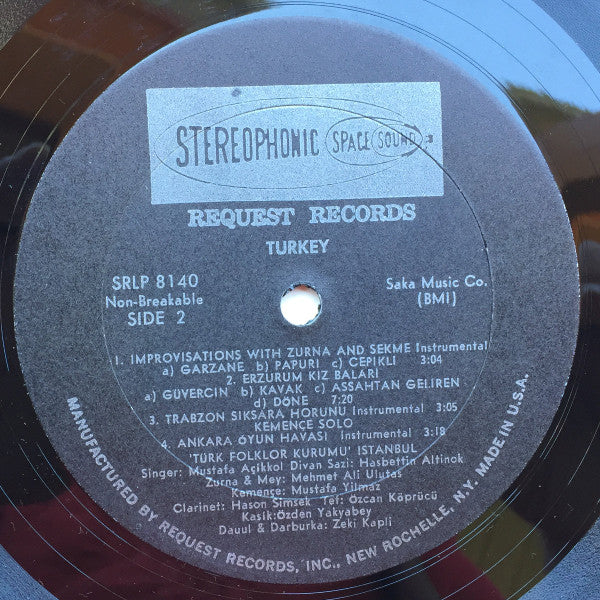 STEREOPHONIC SPACE SOUND
REQUEST RECORDS
TURKEY
SRLP 8140
Non-Breakable
SIDE 2
Saka Music Co.
(BMI)
1. IMPROVISATIONS WITH ZURNA AND SEKME Instrumental
a) GARZANE b) PAPURI c) CEPIKLI 3:04
2. ERZURUM KIZ BALARI
a) GUVERCIN b) KAVAK c) ASSAHTAN GELIREN
d) DÖNE 7:20
3. TRABZON SIKSARA HORUNU Instrumental 3:05
KEMENCE SOLO
4. ANKARA OYUN HAVASI Instrumental 3:18
'TÜRK FOLKLOR KURUMU' ISTANBUL
Singer: Mustafa Açikkol Divan Sazi: Hasbettin Altinok
Zurna & Mey: Mehmet Ali Ulutas
Kemençe: Mustafa Yilmaz
Clarinet: Hason Simsek Tef: Özcan Köprücü
Kasik: Özden Yakyabey
Dauul & Darburka: Zeki Kapli
MANUFACTURED BY REQUEST RECORDS, INC., NEW ROCHELLE, N.Y. MADE IN U.S.A.